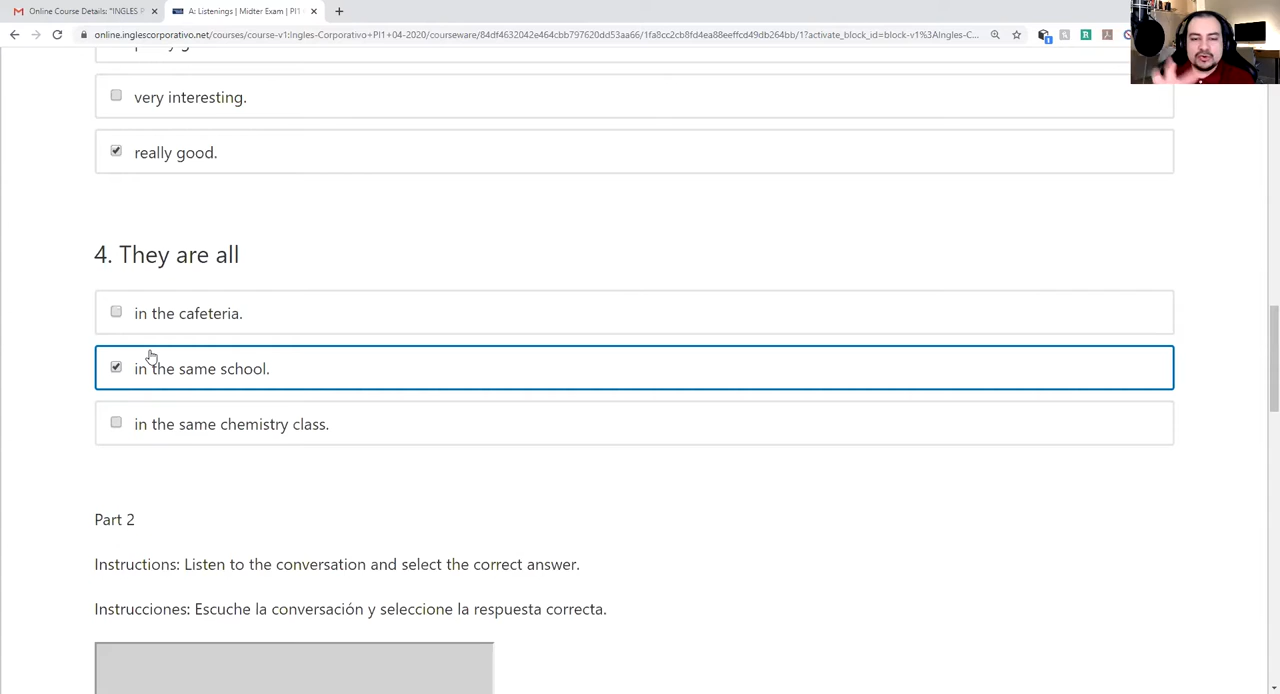 Online Course Details: "INGLES P
A: Listenings | Midter Exam | PI1
online.inglescorporativo.net/courses/course-v1:Ingles-Corporativo+PI1+04-2020/courseware/84df4632042e464cbb797620dd53aa66/1fa8cc2cb8fd4ea88eeffcd49db264bb/1?activate_block_id=block-v1%3AIngles-C...
very interesting.
really good.
4. They are all
in the cafeteria.
in the same school.
in the same chemistry class.
Part 2
Instructions: Listen to the conversation and select the correct answer.
Instrucciones: Escuche la conversación y seleccione la respuesta correcta.